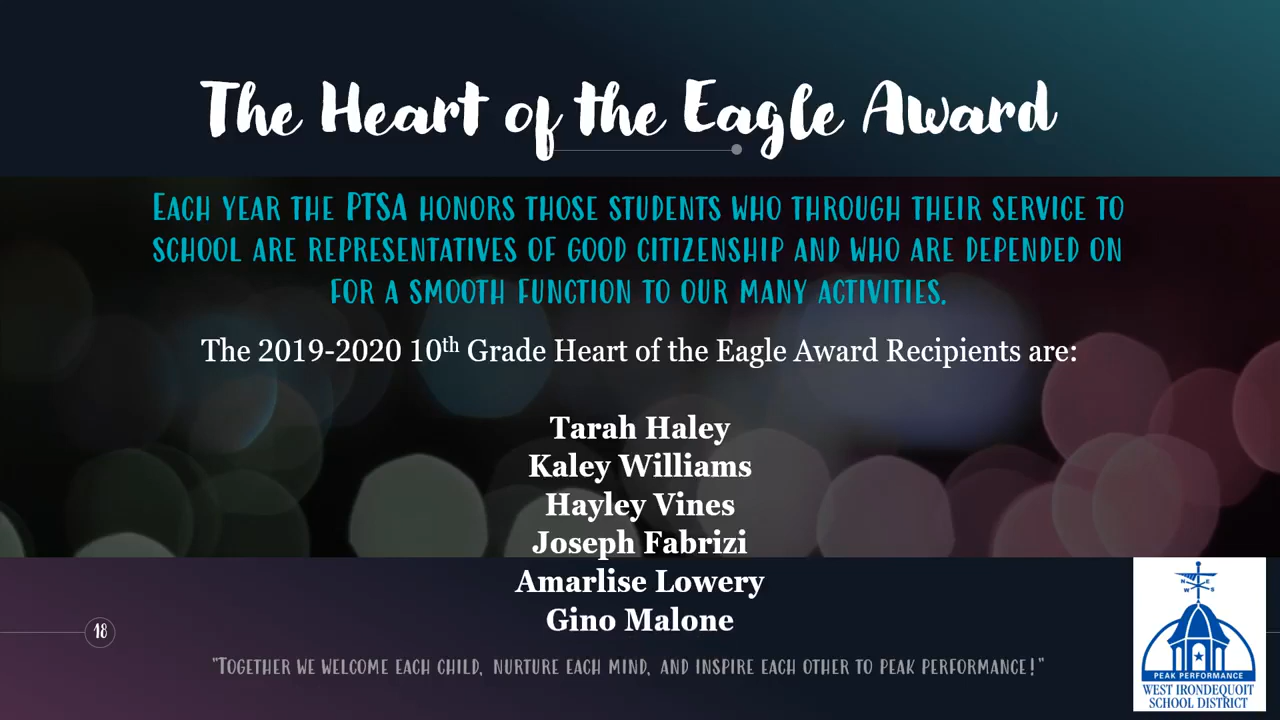 The Heart of the Eagle Award
Each year the PTSA honors those students who through their service to
school are representatives of good citizenship and who are depended on
for a smooth function to our many activities.
The 2019-2020 10th Grade Heart of the Eagle Award Recipients are:
Tarah Haley
Kaley Williams
Hayley Vines
Joseph Fabrizi
Amarlise Lowery
Gino Malone
18
"Together we welcome each child, nurture each mind, and inspire each other to peak performance!"
N E
W S
PEAK PERFORMANCE
WEST IRONDEQUOIT
SCHOOL DISTRICT